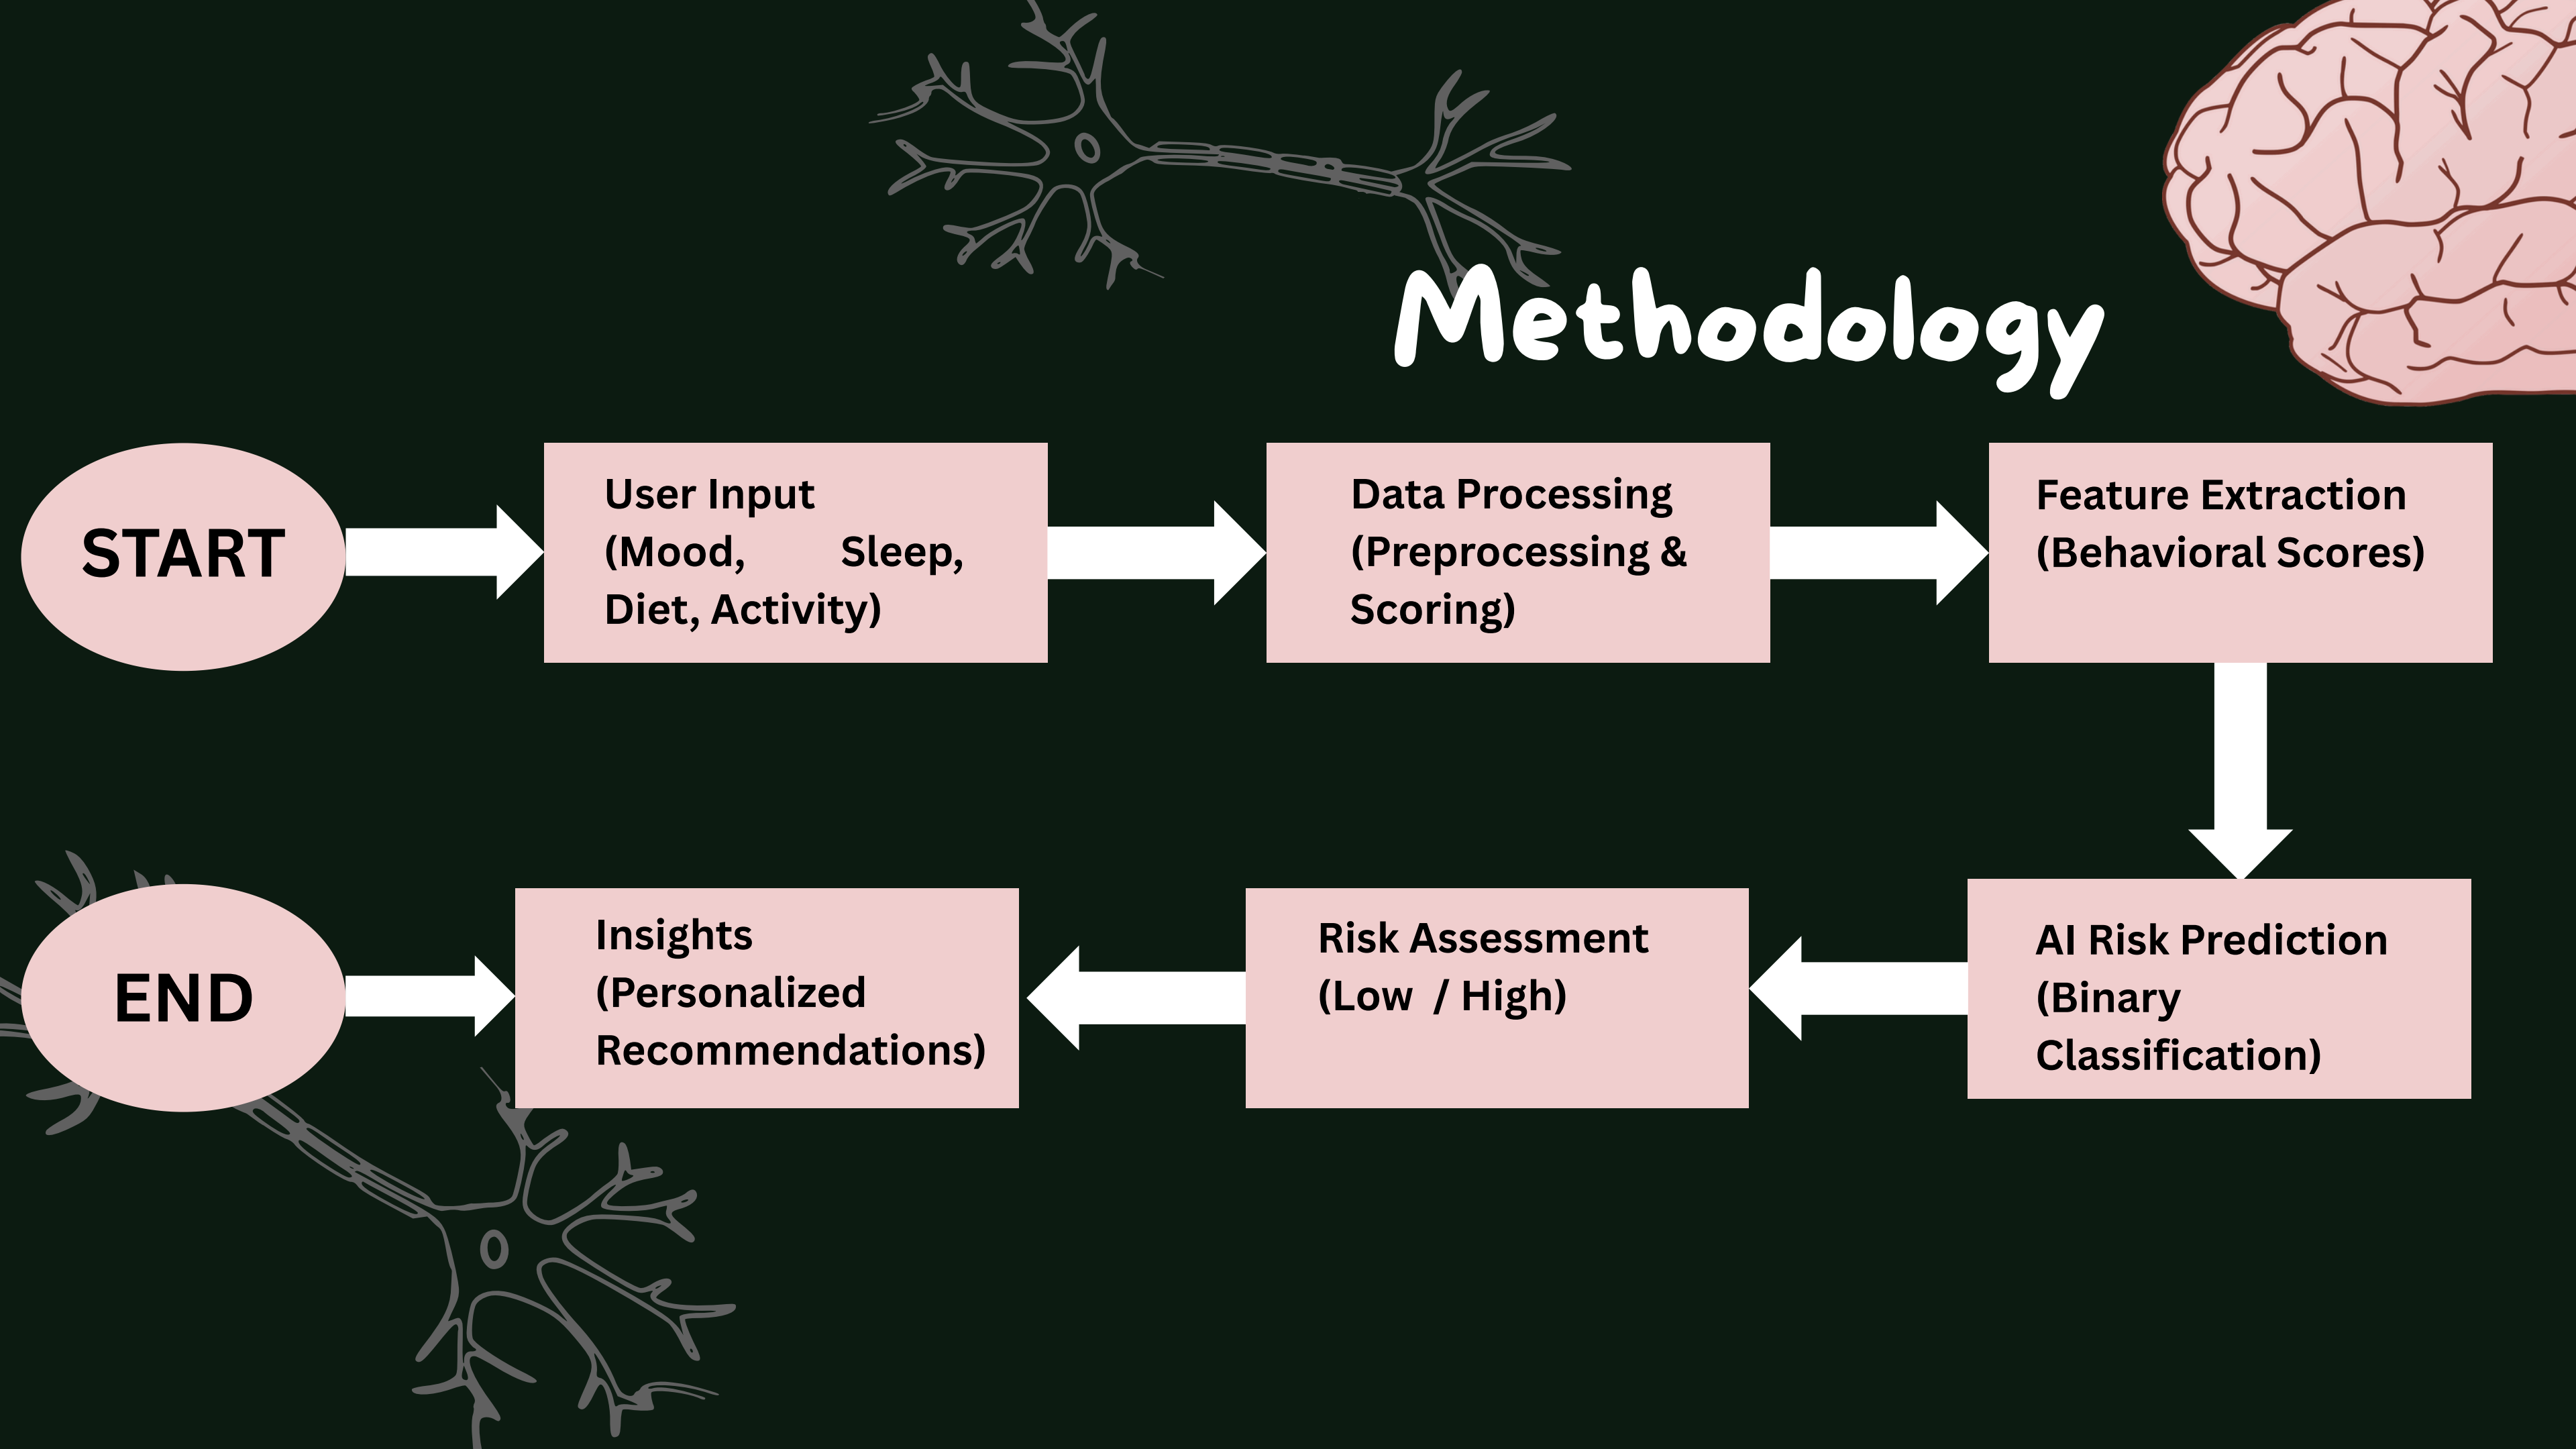 Methodology
START
User Input
(Mood, Sleep,
Diet, Activity)
Data Processing
(Preprocessing &
Scoring)
Feature Extraction
(Behavioral Scores)
END
Insights
(Personalized
Recommendations)
Risk Assessment
(Low / High)
AI Risk Prediction
(Binary
Classification)